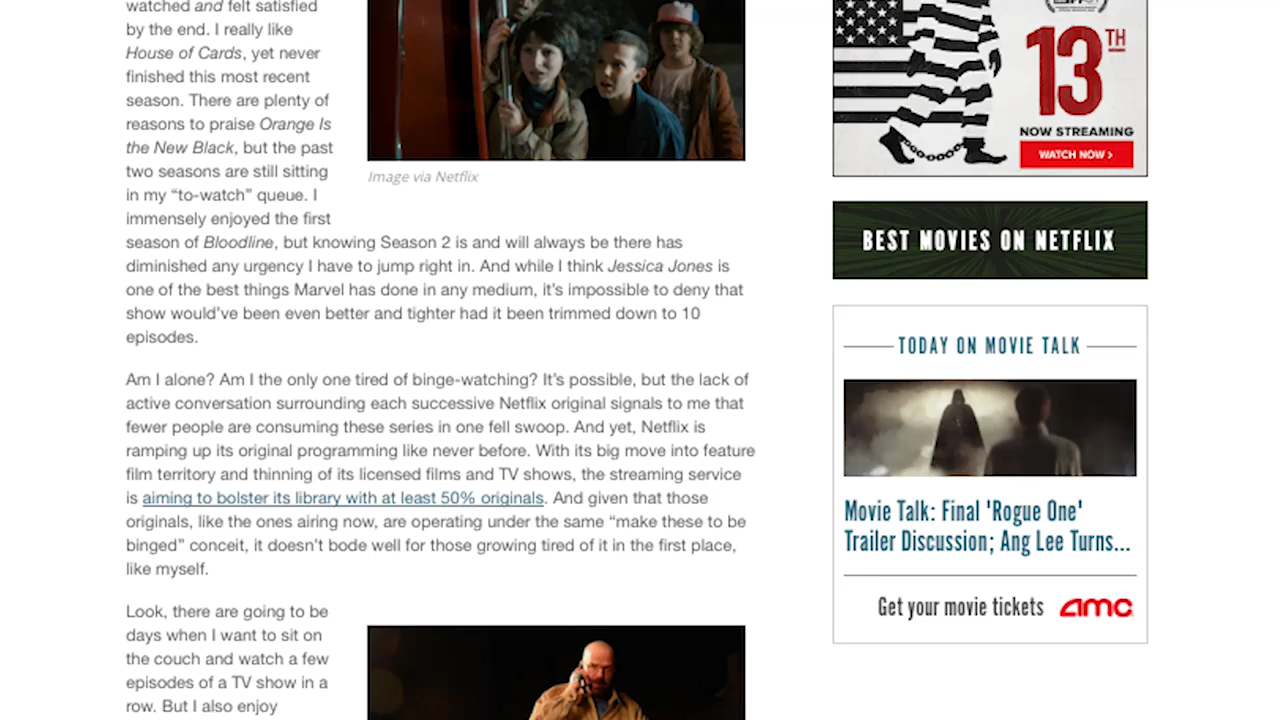 watched and felt satisfied
by the end. I really like
House of Cards, yet never
finished this most recent
season. There are plenty of
reasons to praise Orange Is
the New Black, but the past
two seasons are still sitting
in my “to-watch” queue. I
immensely enjoyed the first
season of Bloodline, but knowing Season 2 is and will always be there has
diminished any urgency I have to jump right in. And while I think Jessica Jones is
one of the best things Marvel has done in any medium, it’s impossible to deny that
show would’ve been even better and tighter had it been trimmed down to 10
episodes.
Image via Netflix
Am I alone? Am I the only one tired of binge-watching? It’s possible, but the lack of
active conversation surrounding each successive Netflix original signals to me that
fewer people are consuming these series in one fell swoop. And yet, Netflix is
ramping up its original programming like never before. With its big move into feature
film territory and thinning of its licensed films and TV shows, the streaming service
is aiming to bolster its library with at least 50% originals. And given that those
originals, like the ones airing now, are operating under the same “make these to be
binged” conceit, it doesn’t bode well for those growing tired of it in the first place,
like myself.
Look, there are going to be
days when I want to sit on
the couch and watch a few
episodes of a TV show in a
row. But I also enjoy
13TH
NOW STREAMING
WATCH NOW >
BEST MOVIES ON NETFLIX
TODAY ON MOVIE TALK
Movie Talk: Final 'Rogue One'
Trailer Discussion; Ang Lee Turns...
Get your movie tickets amc